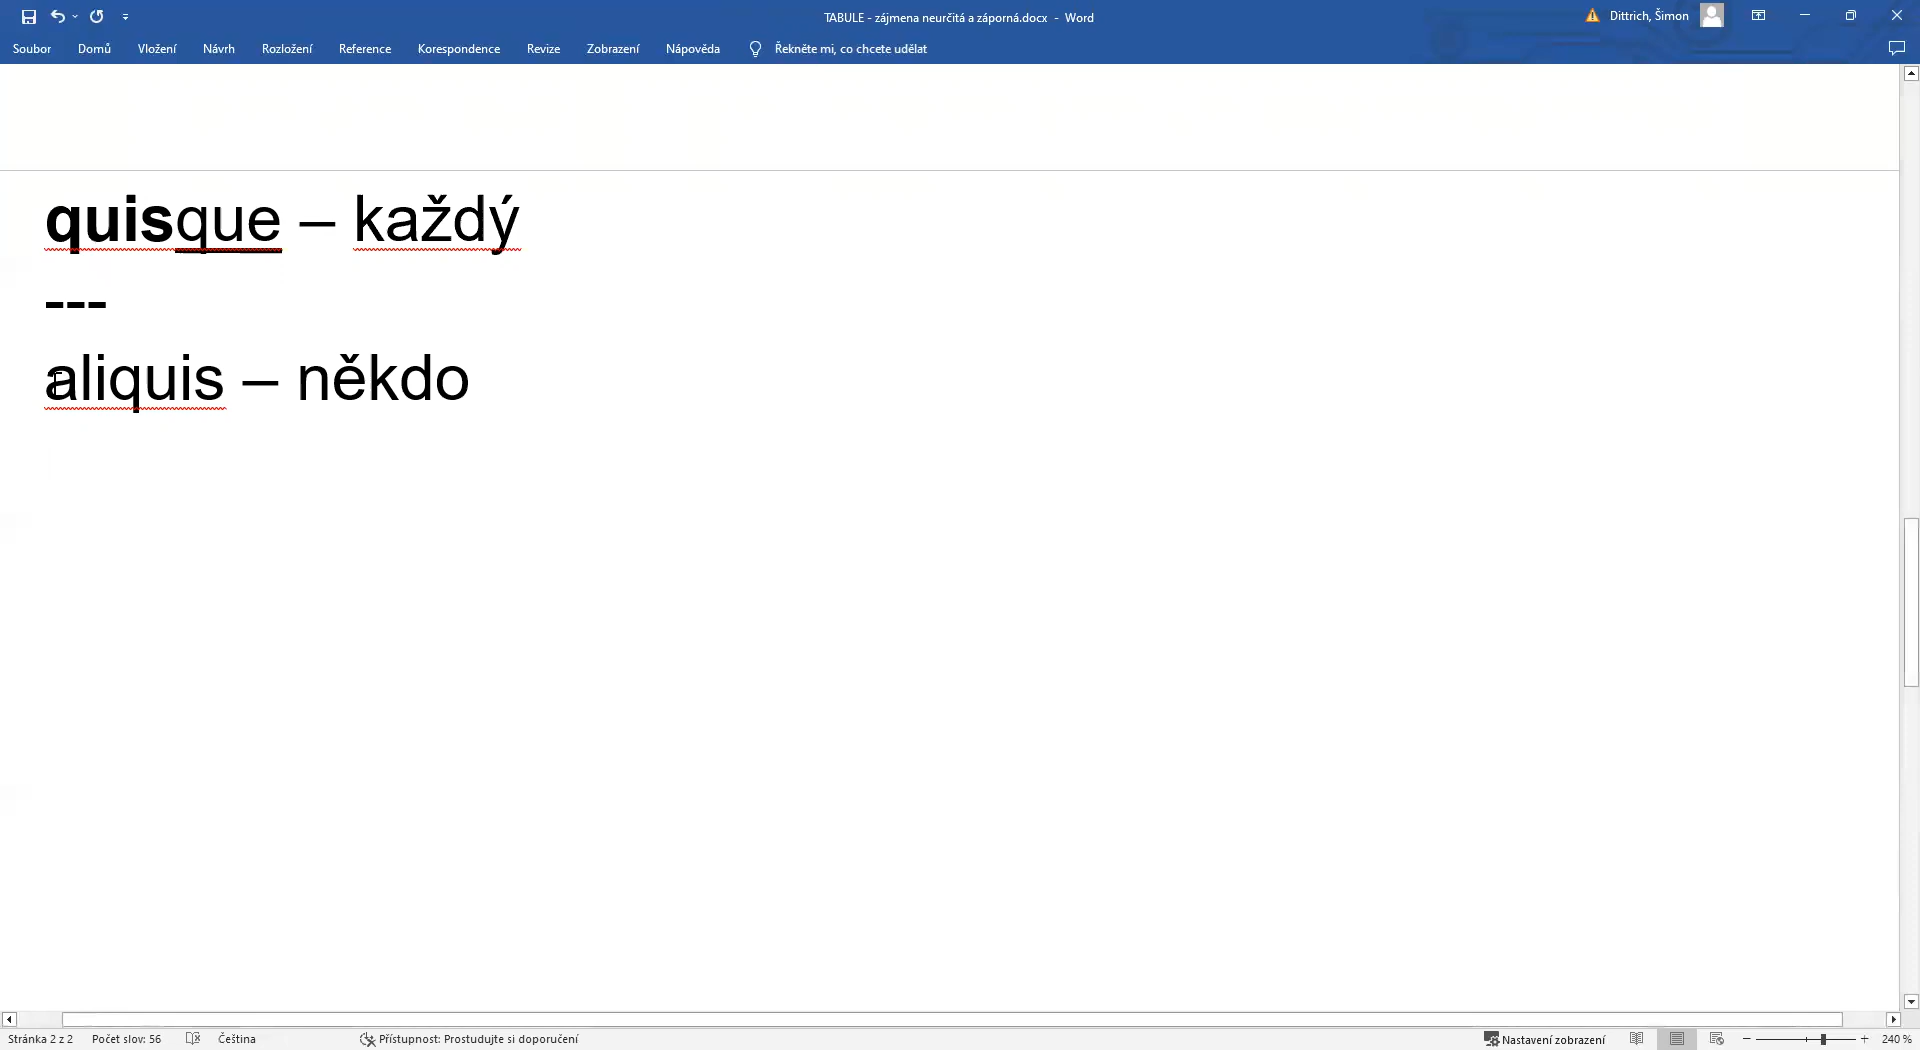 TABULE - zájmena neurčitá a záporná.docx - Word
Dittrich, Šimon
Soubor Domů Vložení Návrh Rozložení Reference Korespondence Revize Zobrazení Nápověda Řekněte mi, co chcete udělat
quisque – každý
---
aliquis – někdo
Stránka 2 z 2 Počet slov: 56 Čeština Přístupnost: Prostudujte si doporučení Nastavení zobrazení 240 %